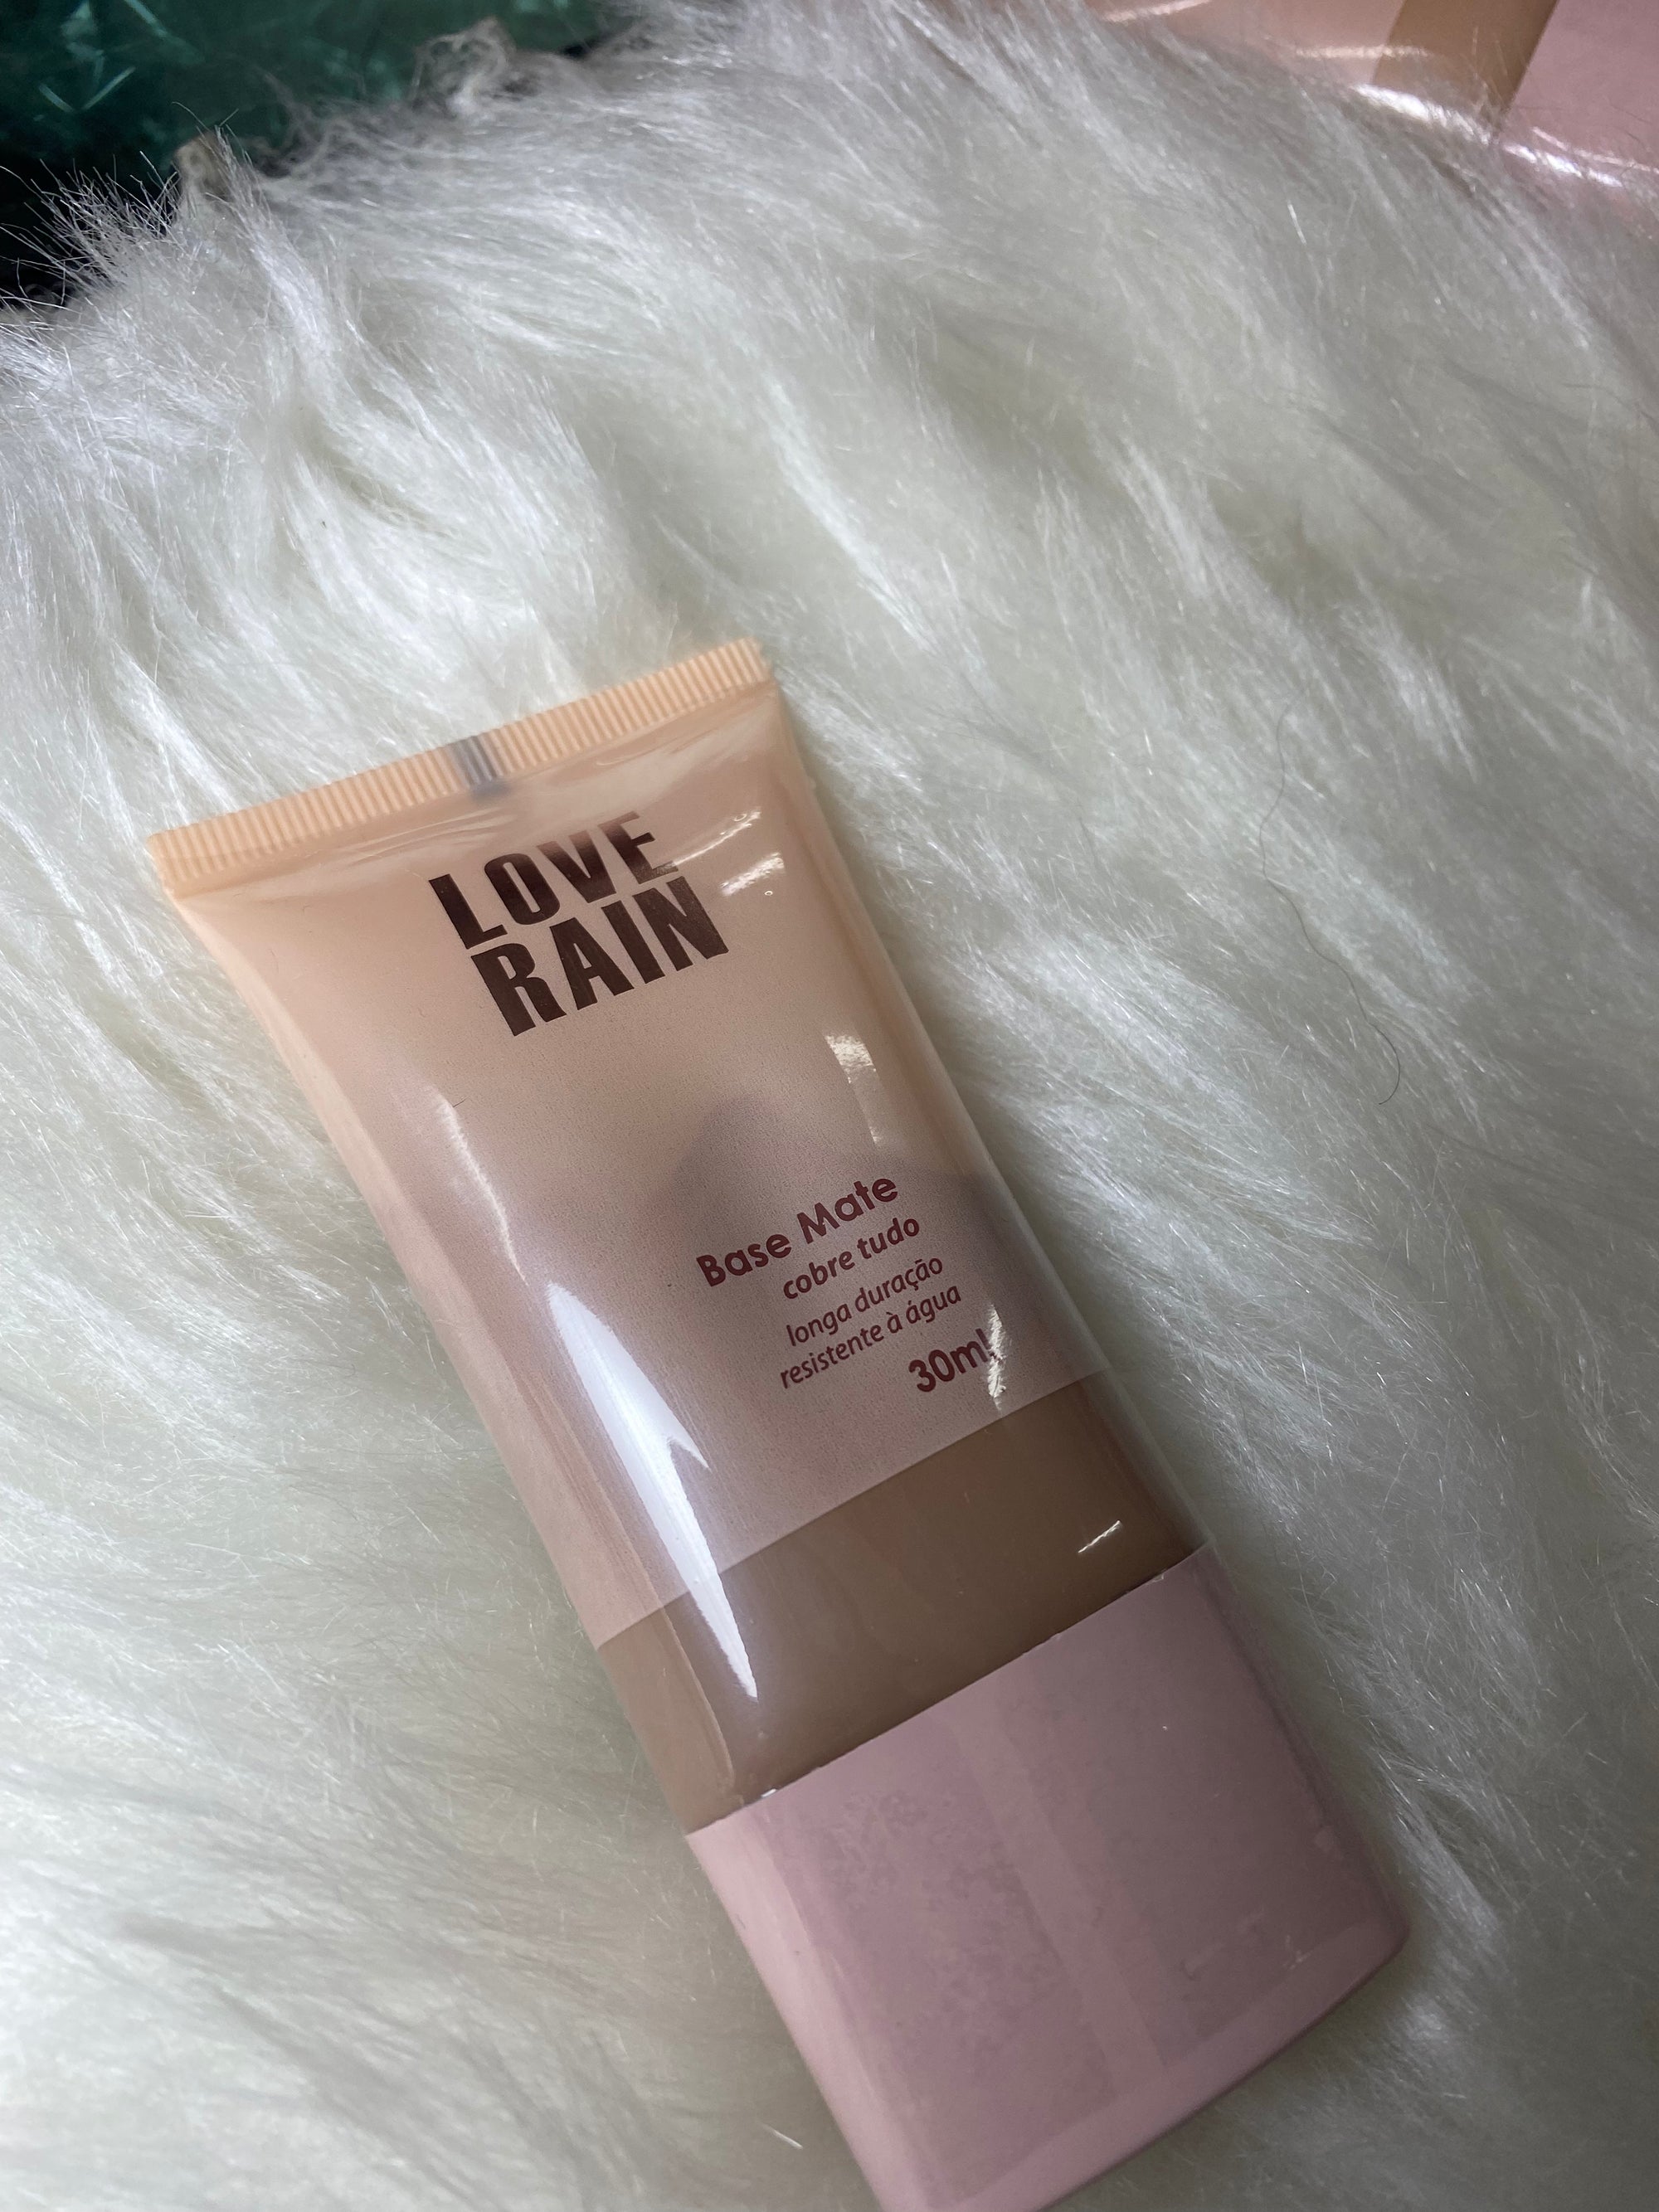 LOVE
RAIN
Base Mate
cobre tudo
longa duração
resistente à água
30ml